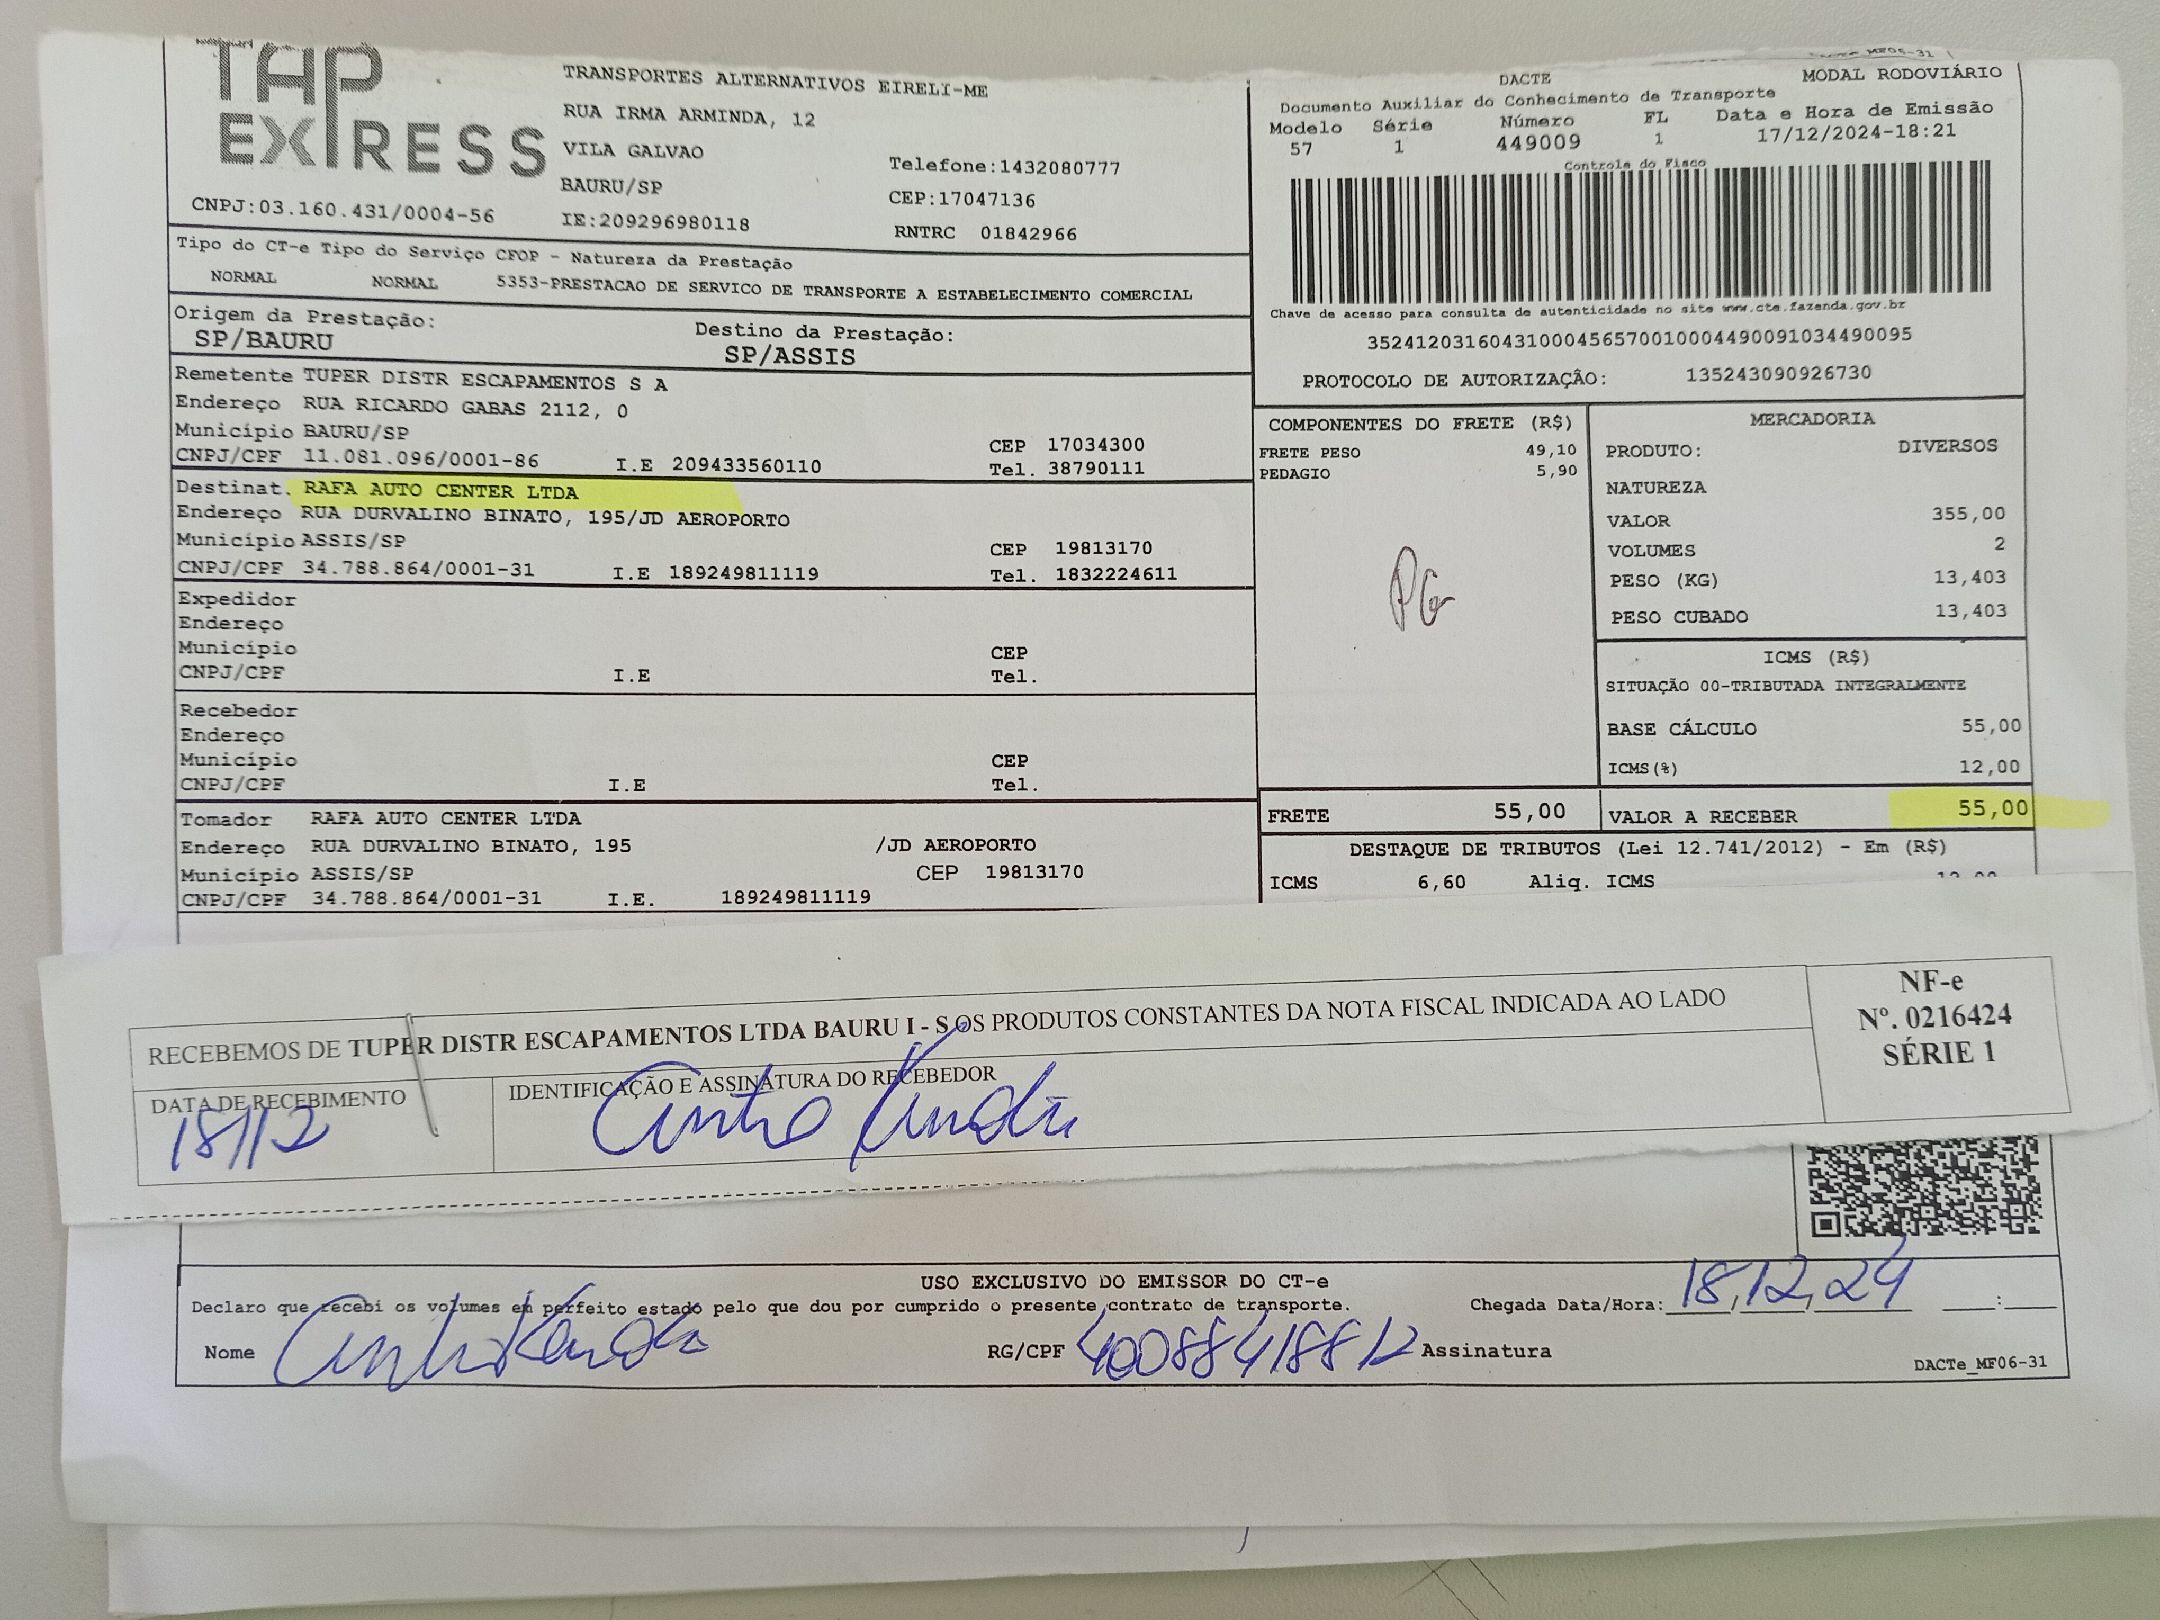 TAP
EXPRESS
TRANSPORTES ALTERNATIVOS EIRELI-ME
RUA IRMA ARMINDA, 12
VILA GALVAO
Telefone:1432080777
BAURU/SP
CEP:17047136
CNPJ:03.160.431/0004-56
IE:209296980118
RNTRC 01842966
MF06-31
DACTE
MODAL RODOVIÁRIO
Documento Auxiliar do Conhecimento de Transporte
Modelo Série Número FL Data e Hora de Emissão
57 1 449009 1 17/12/2024-18:21
Controle do Fisco
Chave de acesso para consulta de autenticidade no site www.cte.fazenda.gov.br
35241203160431000456570010004490091034490095
PROTOCOLO DE AUTORIZAÇÃO: 135243090926730
Tipo do CT-e Tipo do Serviço CFOP - Natureza da Prestação
NORMAL NORMAL 5353-PRESTACAO DE SERVICO DE TRANSPORTE A ESTABELECIMENTO COMERCIAL
Origem da Prestação: Destino da Prestação:
SP/BAURU SP/ASSIS
Remetente TUPER DISTR ESCAPAMENTOS S A
Endereço RUA RICARDO GABAS 2112, 0
Município BAURU/SP CEP 17034300
CNPJ/CPF 11.081.096/0001-86 I.E 209433560110 Tel. 38790111
Destinat. RAFA AUTO CENTER LTDA
Endereço RUA DURVALINO BINATO, 195/JD AEROPORTO
Município ASSIS/SP CEP 19813170
CNPJ/CPF 34.788.864/0001-31 I.E 189249811119 Tel. 1832224611
Expedidor
Endereço
Município CEP
CNPJ/CPF I.E Tel.
Recebedor
Endereço
Município CEP
CNPJ/CPF I.E Tel.
Tomador RAFA AUTO CENTER LTDA
Endereço RUA DURVALINO BINATO, 195 /JD AEROPORTO
Município ASSIS/SP CEP 19813170
CNPJ/CPF 34.788.864/0001-31 I.E. 189249811119
COMPONENTES DO FRETE (R$)
FRETE PESO 49,10
PEDAGIO 5,90
PG
MERCADORIA
PRODUTO: DIVERSOS
NATUREZA
VALOR 355,00
VOLUMES 2
PESO (KG) 13,403
PESO CUBADO 13,403
ICMS (R$)
SITUAÇÃO 00-TRIBUTADA INTEGRALMENTE
BASE CÁLCULO 55,00
ICMS(%) 12,00
FRETE 55,00 VALOR A RECEBER 55,00
DESTAQUE DE TRIBUTOS (Lei 12.741/2012) - Em (R$)
ICMS 6,60 Aliq. ICMS 12,00
RECEBEMOS DE TUPER DISTR ESCAPAMENTOS LTDA BAURU I - S OS PRODUTOS CONSTANTES DA NOTA FISCAL INDICADA AO LADO
DATA DE RECEBIMENTO IDENTIFICAÇÃO E ASSINATURA DO RECEBEDOR
18/12
NF-e
Nº. 0216424
SÉRIE 1
USO EXCLUSIVO DO EMISSOR DO CT-e
Declaro que recebi os volumes em perfeito estado pelo que dou por cumprido o presente contrato de transporte. Chegada Data/Hora: 18/12/24 :
Nome RG/CPF 40088418812 Assinatura
DACTe_MF06-31